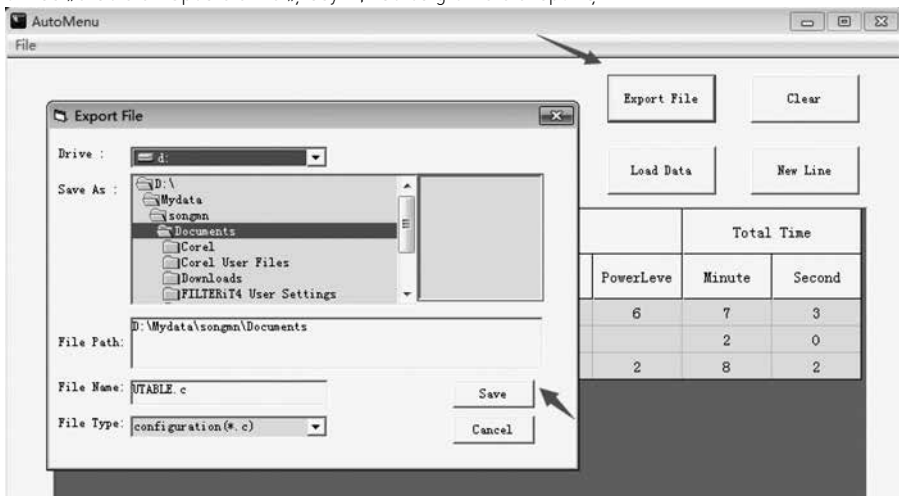 AutoMenu
File
Export File
Clear
Load Data
New Line
Export File
Drive :
d:
Save As :
D:\
Mydata
songmn
Documents
Corel
Corel User Files
Downloads
FILTERiT4 User Settings
File Path:
D:\Mydata\songmn\Documents
File Name:
UTABLE.c
File Type:
configuration(*.c)
Save
Cancel
Total Time
PowerLeve Minute Second
6 7 3
2 0
2 8 2